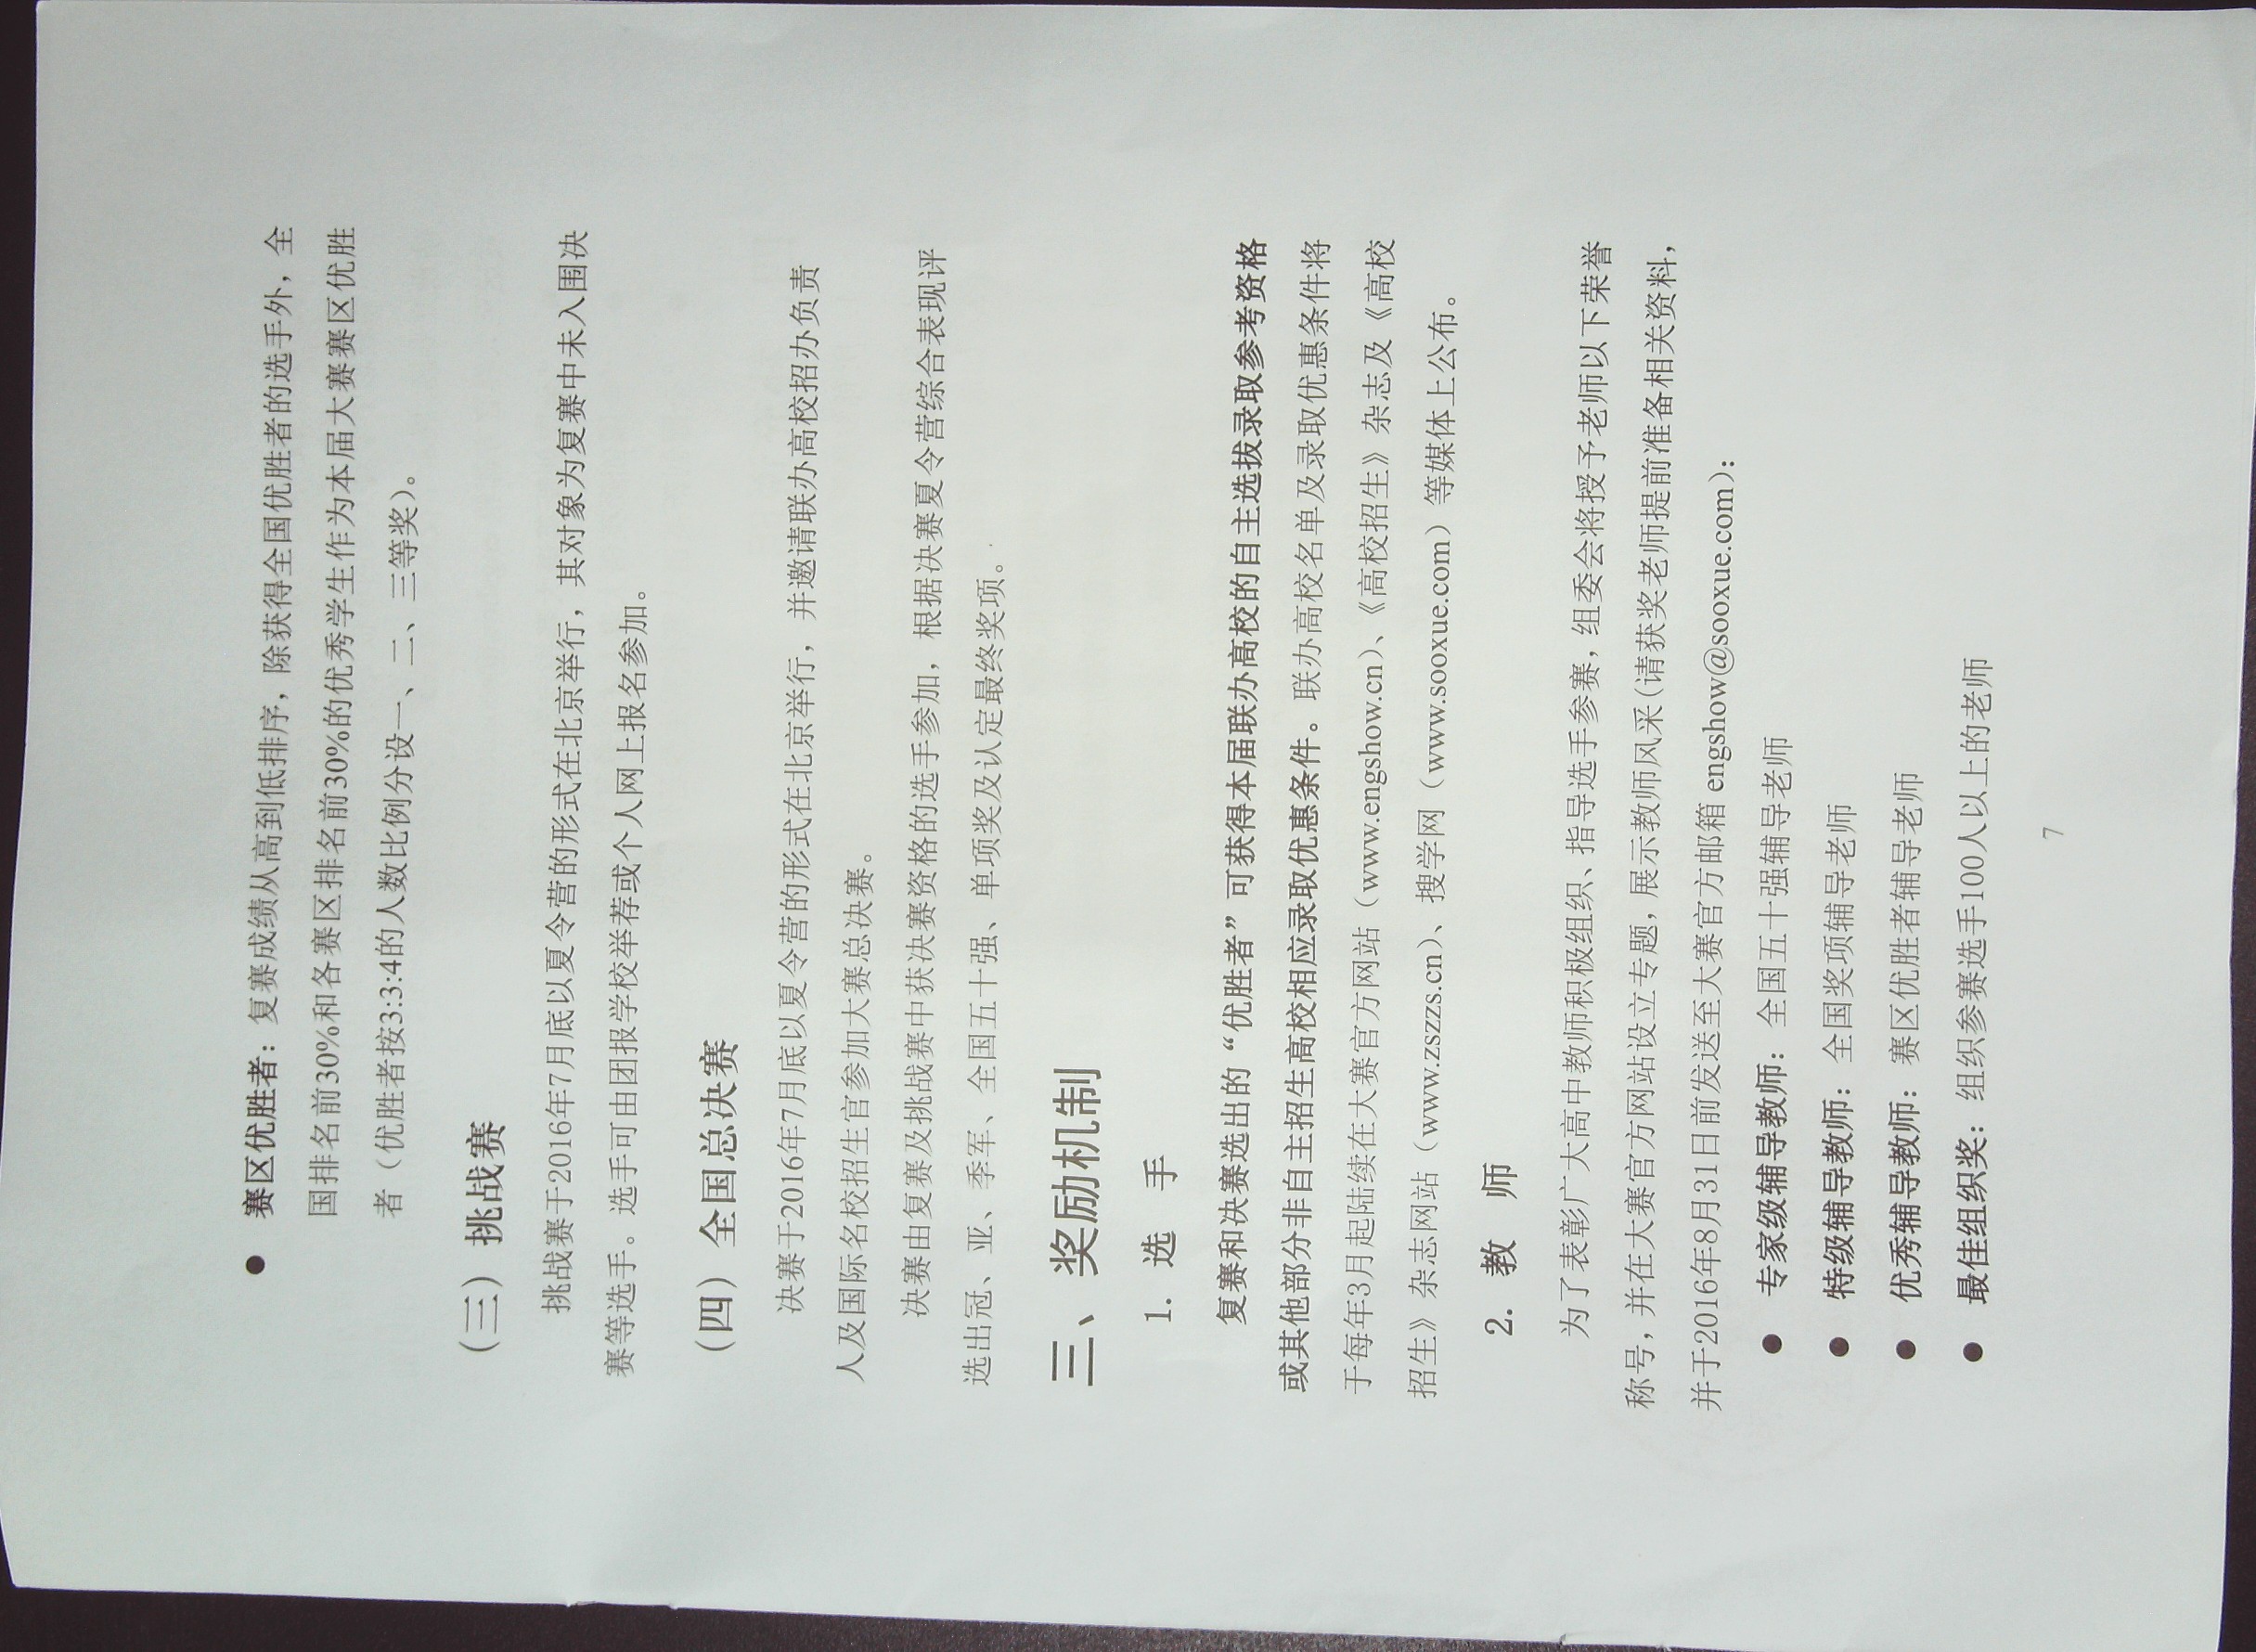 ● 赛区优胜者：复赛成绩从高到低排序，除获得全国优胜者的选手外，全
国排名前30%和各赛区排名前30%的优秀学生作为本届大赛赛区优胜
者（优胜者按3:3:4的人数比例分设一、二、三等奖）。
（三）挑战赛
挑战赛于2016年7月底以夏令营的形式在北京举行，其对象为复赛中未入围决
赛等选手。选手可由团报学校举荐或个人网上报名参加。
（四）全国总决赛
决赛于2016年7月底以夏令营的形式在北京举行，并邀请联办高校招办负责
人及国际名校招生官参加大赛总决赛。
决赛由复赛及挑战赛中获决赛资格的选手参加，根据决赛夏令营综合表现评
选出冠、亚、季军、全国五十强、单项奖及认定最终奖项。
三、奖励机制
1. 选 手
复赛和决赛选出的“优胜者”可获得本届联办高校的自主选拔录取参考资格
或其他部分非自主招生高校相应录取优惠条件。联办高校名单及录取优惠条件将
于每年3月起陆续在大赛官方网站（www.engshow.cn）、《高校招生》杂志及《高校
招生》杂志网站（www.zszzs.cn）、搜学网（www.sooxue.com）等媒体上公布。
2. 教 师
为了表彰广大高中教师积极组织、指导选手参赛，组委会将授予老师以下荣誉
称号，并在大赛官方网站设立专题，展示教师风采（请获奖老师提前准备相关资料，
并于2016年8月31日前发送至大赛官方邮箱 engshow@sooxue.com）：
● 专家级辅导教师：全国五十强辅导老师
● 特级辅导教师：全国奖项辅导老师
● 优秀辅导教师：赛区优胜者辅导老师
● 最佳组织奖：组织参赛选手100人以上的老师
7